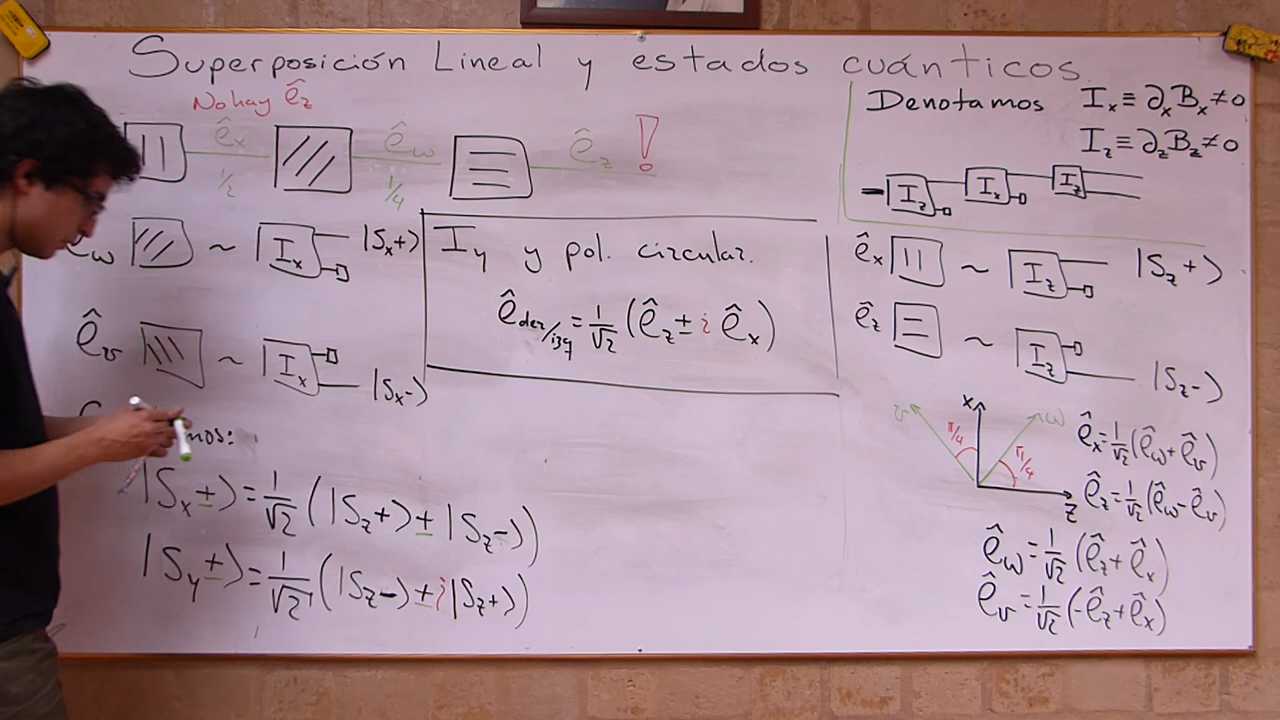 Superposición Lineal y estados cuánticos
No hay ê_z
ê_x ê_w ê_z !
1/2 1/4
Denotamos I_x ≡ ∂_x B_x ≠ 0
I_z ≡ ∂_z B_z ≠ 0
I_z I_x I_z
e_w ~ I_x |S_x+⟩
ê_v ~ I_x |S_x-⟩
I_y y pol. circular.
ê_der/izq = 1/√2 (ê_z ± i ê_x)
ê_x ~ I_z |S_z+⟩
ê_z ~ I_z |S_z-⟩
v x w
π/4 π/4
z
ê_x = 1/√2 (ê_w + ê_v)
ê_z = 1/√2 (ê_w - ê_v)
ê_w = 1/√2 (ê_z + ê_x)
ê_v = 1/√2 (-ê_z + ê_x)
mos:
|S_x±⟩ = 1/√2 (|S_z+⟩ ± |S_z-⟩)
|S_y±⟩ = 1/√2 (|S_z-⟩ ± i |S_z+⟩)